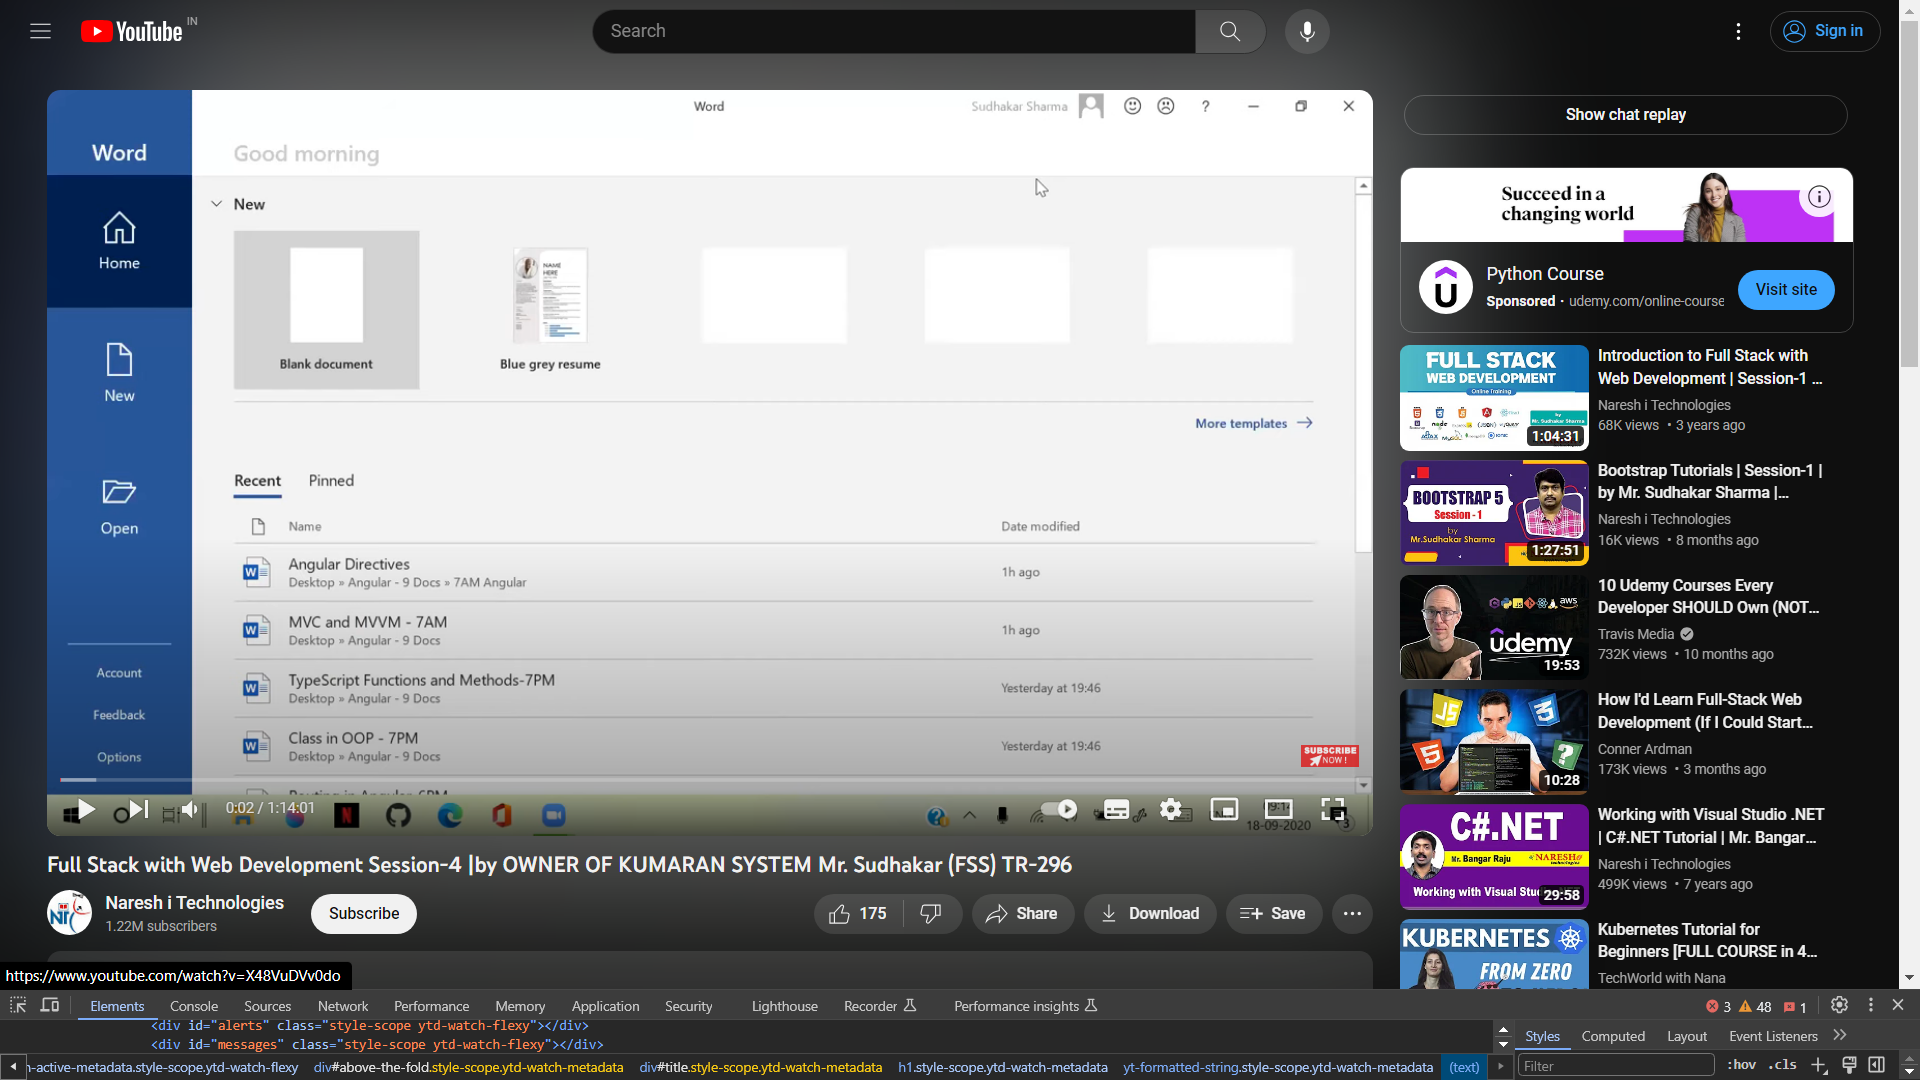 YouTube IN
Search
Sign in
Word
Sudhakar Sharma
?
Word
Good morning
Home
New
Open
Account
Feedback
Options
New
Blank document
Blue grey resume
More templates
Recent
Pinned
Name
Date modified
Angular Directives
Desktop » Angular - 9 Docs » 7AM Angular
1h ago
MVC and MVVM - 7AM
Desktop » Angular - 9 Docs
1h ago
TypeScript Functions and Methods-7PM
Desktop » Angular - 9 Docs
Yesterday at 19:46
Class in OOP - 7PM
Desktop » Angular - 9 Docs
Yesterday at 19:46
SUBSCRIBE
NOW !
0:02 / 1:14:01
18-09-2020
Full Stack with Web Development Session-4 |by OWNER OF KUMARAN SYSTEM Mr. Sudhakar (FSS) TR-296
Naresh i Technologies
1.22M subscribers
Subscribe
175
Share
Download
Save
Show chat replay
Succeed in a
changing world
Python Course
Sponsored · udemy.com/online-course
Visit site
FULL STACK
WEB DEVELOPMENT
Online Training
by
Mr. Sudhakar Sharma
1:04:31
Introduction to Full Stack with
Web Development | Session-1 ...
Naresh i Technologies
68K views • 3 years ago
BOOTSTRAP 5
Session - 1
by
Mr.Sudhakar Sharma
1:27:51
Bootstrap Tutorials | Session-1 |
by Mr. Sudhakar Sharma |...
Naresh i Technologies
16K views • 8 months ago
aws
udemy
19:53
10 Udemy Courses Every
Developer SHOULD Own (NOT...
Travis Media
732K views • 10 months ago
JS
5
3
?
10:28
How I'd Learn Full-Stack Web
Development (If I Could Start...
Conner Ardman
173K views • 3 months ago
C#.NET
Mr. Bangar Raju
NARESH
Working with Visual Stu
29:58
Working with Visual Studio .NET
| C#.NET Tutorial | Mr. Bangar...
Naresh i Technologies
499K views • 7 years ago
KUBERNETES
FROM ZERO
Kubernetes Tutorial for
Beginners [FULL COURSE in 4...
TechWorld with Nana
https://www.youtube.com/watch?v=X48VuDVv0do
Elements
Console
Sources
Network
Performance
Memory
Application
Security
Lighthouse
Recorder
Performance insights
3
48
1
<div id="alerts" class="style-scope ytd-watch-flexy"></div>
<div id="messages" class="style-scope ytd-watch-flexy"></div>
n-active-metadata.style-scope.ytd-watch-flexy div#above-the-fold.style-scope.ytd-watch-metadata div#title.style-scope.ytd-watch-metadata h1.style-scope.ytd-watch-metadata yt-formatted-string.style-scope.ytd-watch-metadata (text)
Styles
Computed
Layout
Event Listeners
Filter
:hov .cls